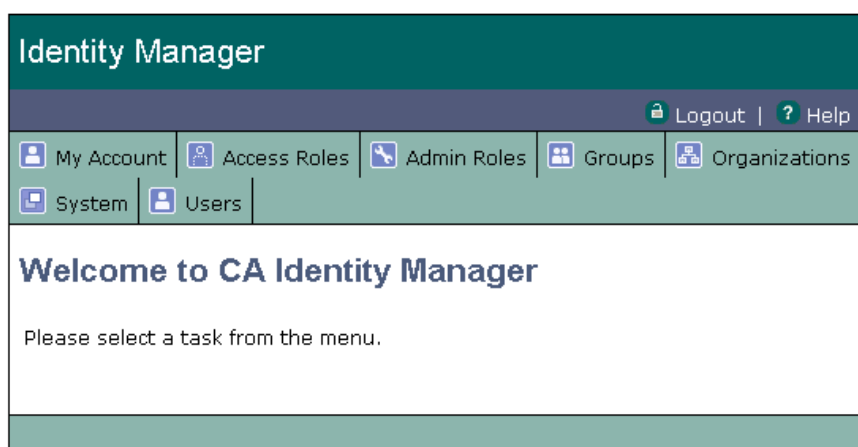 Identity Manager
Logout | ? Help
My Account Access Roles Admin Roles Groups Organizations
System Users
Welcome to CA Identity Manager
Please select a task from the menu.